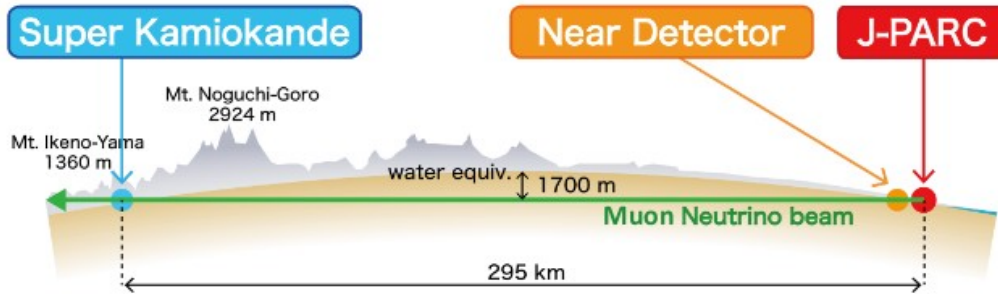 Super Kamiokande
Near Detector
J-PARC
Mt. Noguchi-Goro
2924 m
Mt. Ikeno-Yama
1360 m
water equiv.
1700 m
Muon Neutrino beam
295 km